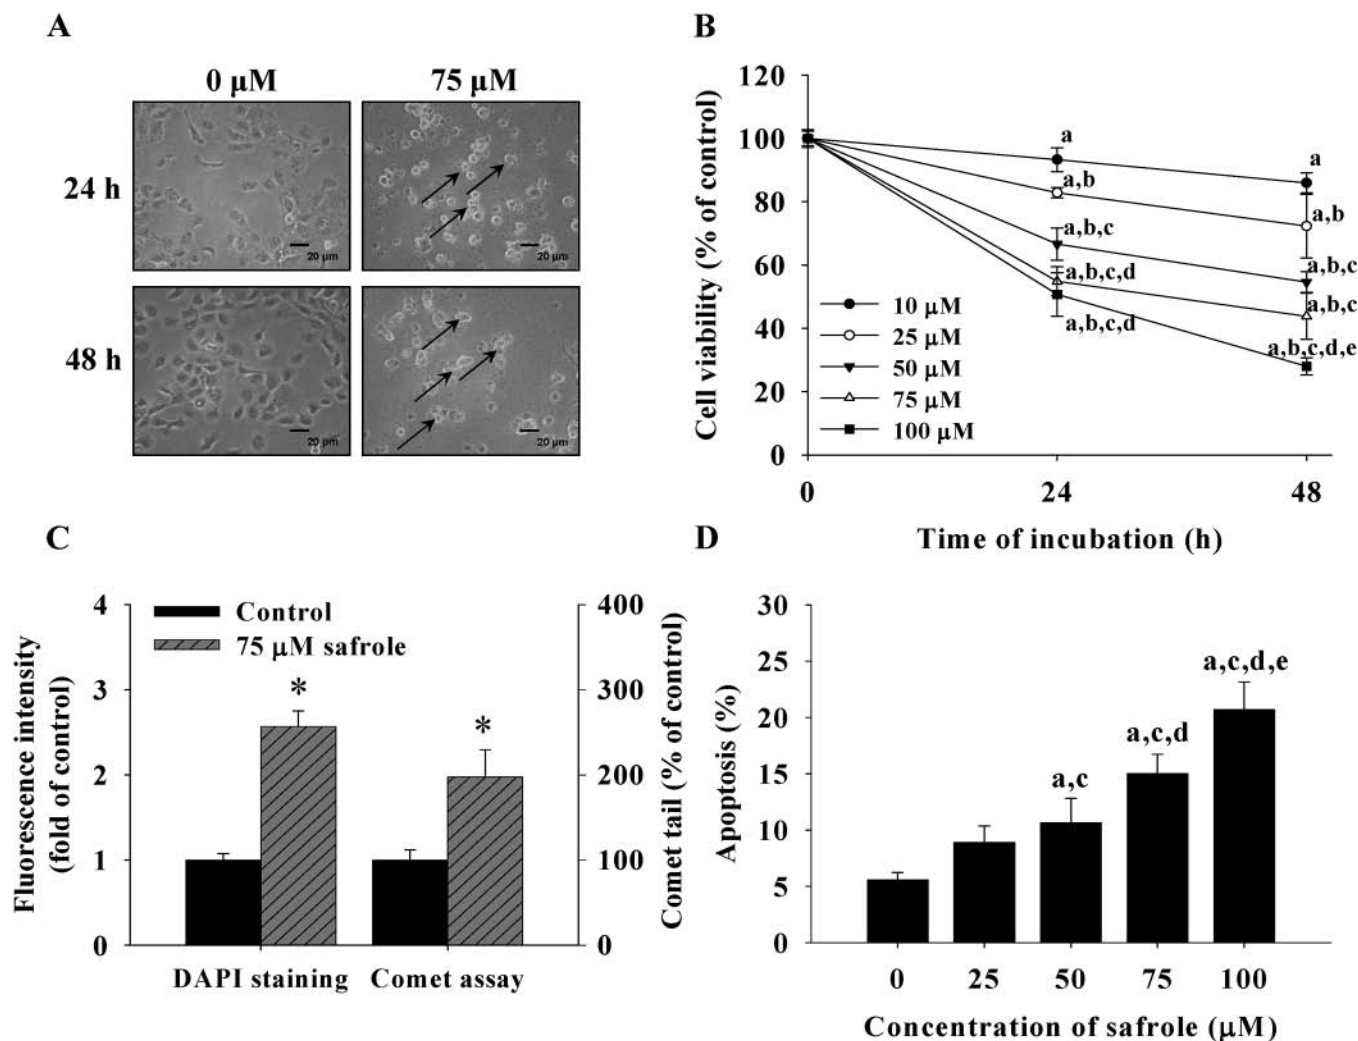 A
0 μM 75 μM
24 h
20 μm
20 μm
48 h
20 μm
20 μm
B
Cell viability (% of control)
120
100
80
60
40
20
0
a
a
a,b
a,b
a,b,c
a,b,c
a,b,c,d
a,b,c
a,b,c,d
a,b,c,d,e
10 μM
25 μM
50 μM
75 μM
100 μM
0 24 48
Time of incubation (h)
C
Fluorescence intensity
(fold of control)
4
3
2
1
0
Control
75 μM safrole
*
*
400
300
200
100
0
Comet tail (% of control)
DAPI staining Comet assay
D
Apoptosis (%)
30
25
20
15
10
5
0
a,c
a,c,d
a,c,d,e
0 25 50 75 100
Concentration of safrole (μM)